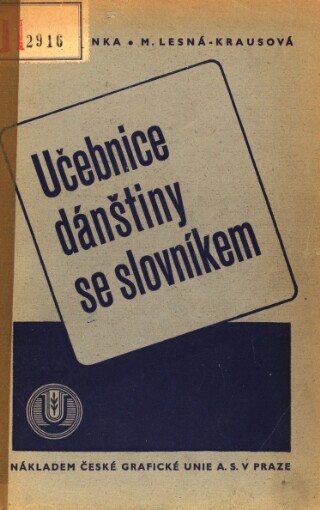 2916
NKA • M. LESNÁ-KRAUSOVÁ
Učebnice
dánštiny
se slovníkem
NÁKLADEM ČESKÉ GRAFICKÉ UNIE A. S. V PRAZE